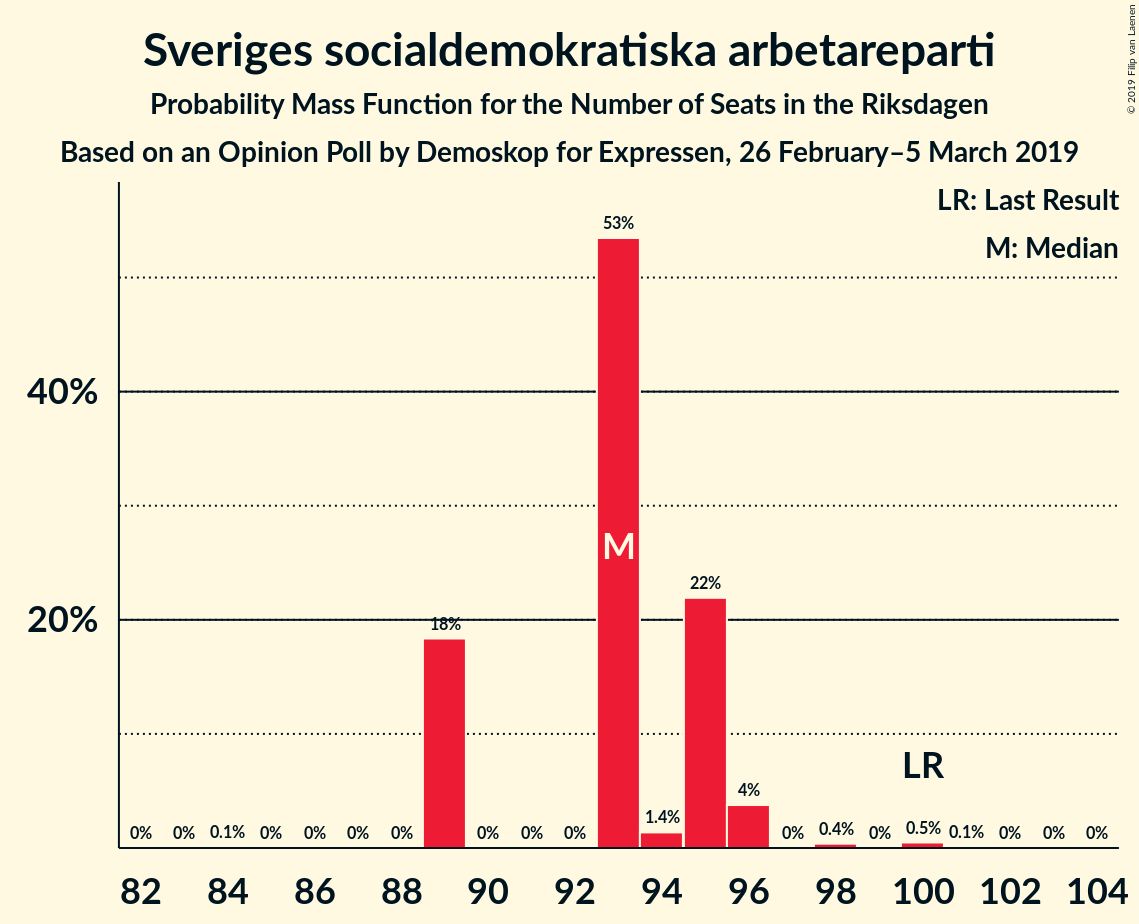 Sveriges socialdemokratiska arbetareparti
Probability Mass Function for the Number of Seats in the Riksdagen
Based on an Opinion Poll by Demoskop for Expressen, 26 February–5 March 2019
© 2019 Filip van Laenen
LR: Last Result
M: Median
53%
40%
M
22%
20%
18%
LR
4%
1.4%
0% 0% 0.1% 0% 0% 0% 0% 0% 0% 0% 0% 0.4% 0% 0.5% 0.1% 0% 0% 0%
82 84 86 88 90 92 94 96 98 100 102 104